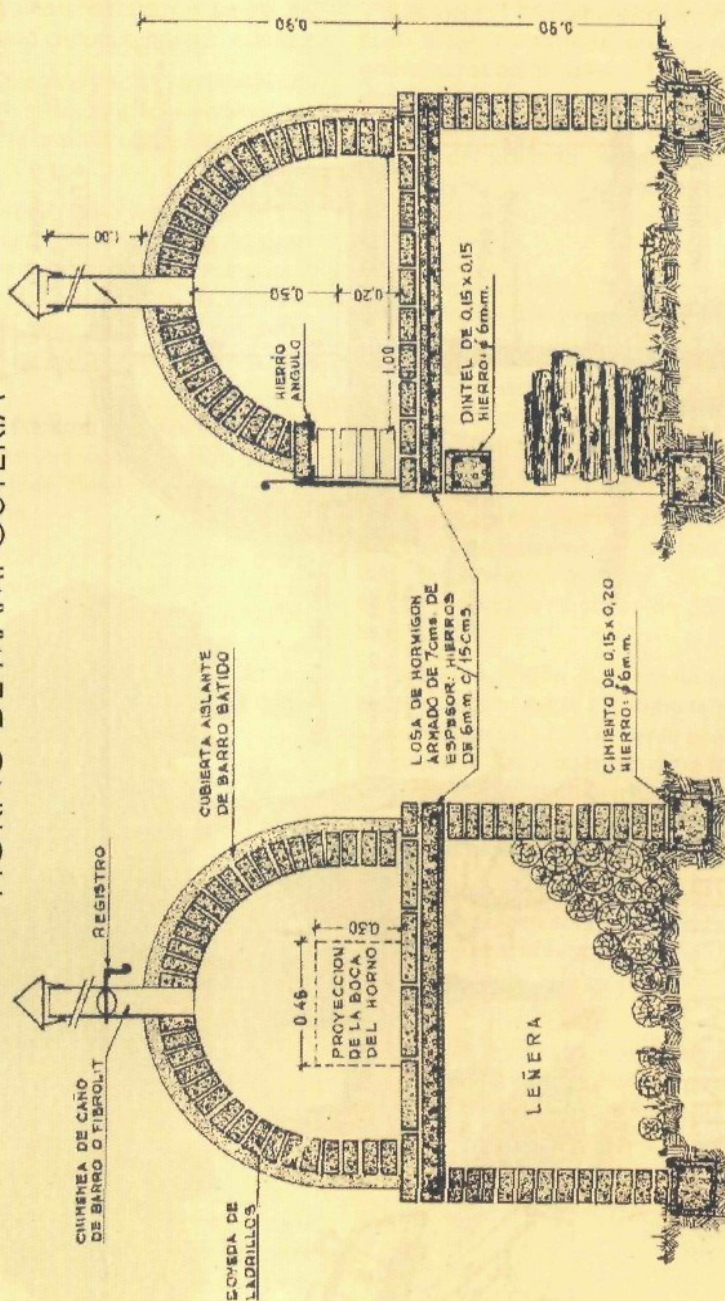 HORNO DE MAMPOSTERIA
CHIMENEA DE CAÑO
DE BARRO O FIBROLIT
REGISTRO
CUBIERTA AISLANTE
DE BARRO BATIDO
BOVEDA DE
LADRILLOS
0.46
PROYECCION
DE LA BOCA
DEL HORNO
0.30
LEÑERA
LOSA DE HORMIGON
ARMADO DE 7cms. DE
ESPESOR: HIERROS
DE 6mm c/15cms.
CIMIENTO DE 0,15 x 0,20
HIERRO: ø 6mm.
1.00
0,50
0,20
HIERRO
ANGULO
1,00
DINTEL DE 0,15 x 0,15
HIERRO: ø 6m.m.
0.90
0.90